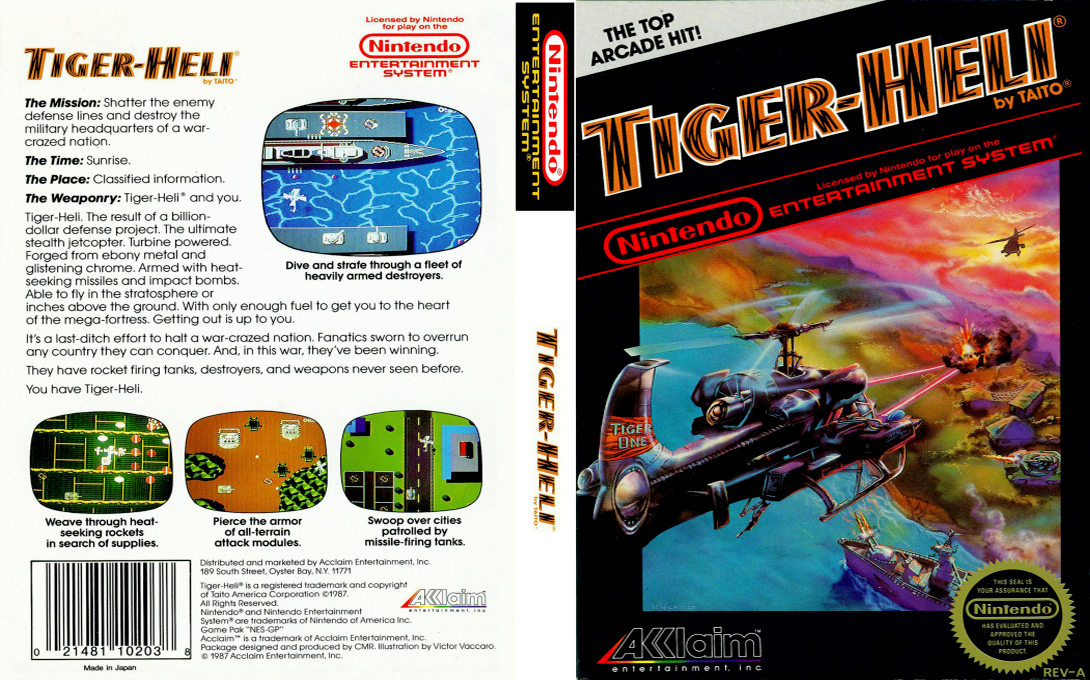 Licensed by Nintendo
for play on the
Nintendo
ENTERTAINMENT
SYSTEM®
TIGER-HELI®
by TAITO®
The Mission: Shatter the enemy
defense lines and destroy the
military headquarters of a war-
crazed nation.
The Time: Sunrise.
The Place: Classified information.
The Weaponry: Tiger-Heli® and you.
Tiger-Heli. The result of a billion-
dollar defense project. The ultimate
stealth jetcopter. Turbine powered.
Forged from ebony metal and
glistening chrome. Armed with heat-
seeking missiles and impact bombs.
Able to fly in the stratosphere or
inches above the ground. With only enough fuel to get you to the heart
of the mega-fortress. Getting out is up to you.
It's a last-ditch effort to halt a war-crazed nation. Fanatics sworn to overrun
any country they can conquer. And, in this war, they've been winning.
They have rocket firing tanks, destroyers, and weapons never seen before.
You have Tiger-Heli.
Dive and strafe through a fleet of
heavily armed destroyers.
Weave through heat-
seeking rockets
in search of supplies.
Pierce the armor
of all-terrain
attack modules.
Swoop over cities
patrolled by
missile-firing tanks.
Distributed and marketed by Acclaim Entertainment, Inc.
189 South Street, Oyster Bay, N.Y. 11771
Tiger-Heli® is a registered trademark and copyright
of Taito America Corporation ©1987.
All Rights Reserved.
Nintendo® and Nintendo Entertainment
System® are trademarks of Nintendo of America Inc.
Game Pak "NES-GP"
Acclaim™ is a trademark of Acclaim Entertainment, Inc.
Package designed and produced by CMR. Illustration by Victor Vaccaro.
© 1987 Acclaim Entertainment, Inc.
AKKlaim™
entertainment, inc.
0 21481 10203 8
Made in Japan
Nintendo®
ENTERTAINMENT
SYSTEM®
TIGER-HELI®
by TAITO®
THE TOP
ARCADE HIT!
TIGER-HELI®
by TAITO®
Licensed by Nintendo for play on the
Nintendo ENTERTAINMENT SYSTEM®
TIGER
ONE
AKKlaim™
entertainment, inc.
THIS SEAL IS
YOUR ASSURANCE THAT
Nintendo
HAS EVALUATED AND
APPROVED THE
QUALITY OF THIS
PRODUCT.
REV-A